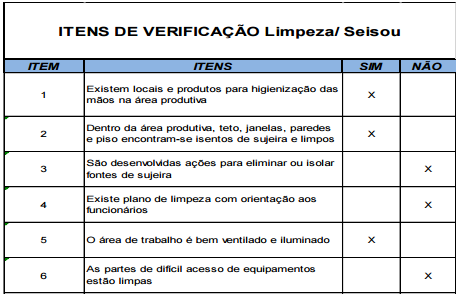 ITENS DE VERIFICAÇÃO Limpeza/ Seisou
ITEM ITENS SIM NÃO
1 Existem locais e produtos para higienização das X
mãos na área produtiva
2 Dentro da área produtiva, teto, janelas, paredes X
e piso encontram-se isentos de sujeira e limpos
3 São desenvolvidas ações para eliminar ou isolar X
fontes de sujeira
4 Existe plano de limpeza com orientação aos X
funcionários
5 O área de trabalho é bem ventilado e iluminado X
6 As partes de difícil acesso de equipamentos X
estão limpas